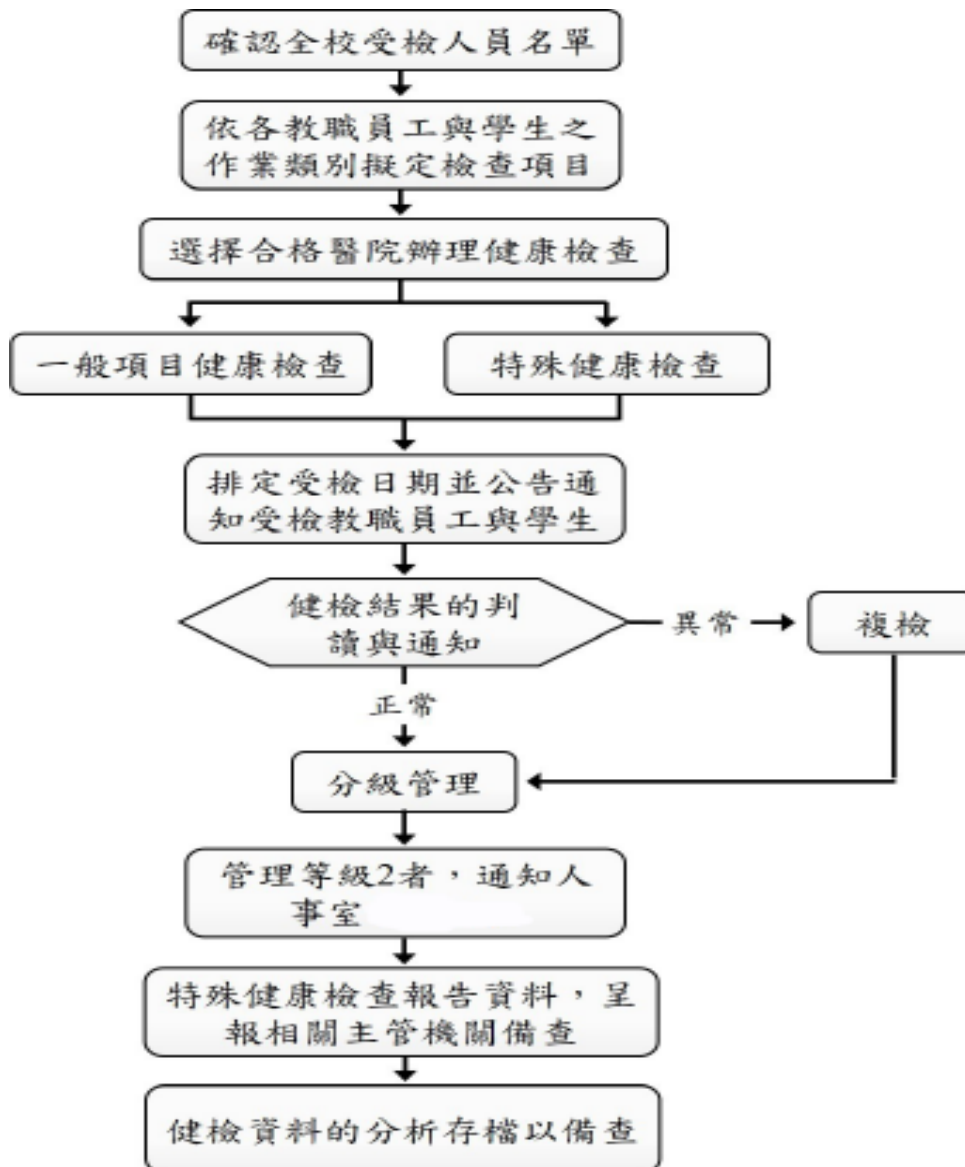 確認全校受檢人員名單
依各教職員工與學生之
作業類別擬定檢查項目
選擇合格醫院辦理健康檢查
一般項目健康檢查
特殊健康檢查
排定受檢日期並公告通
知受檢教職員工與學生
健檢結果的判
讀與通知
異常
複檢
正常
分級管理
管理等級2者，通知人
事室
特殊健康檢查報告資料，呈
報相關主管機關備查
健檢資料的分析存檔以備查